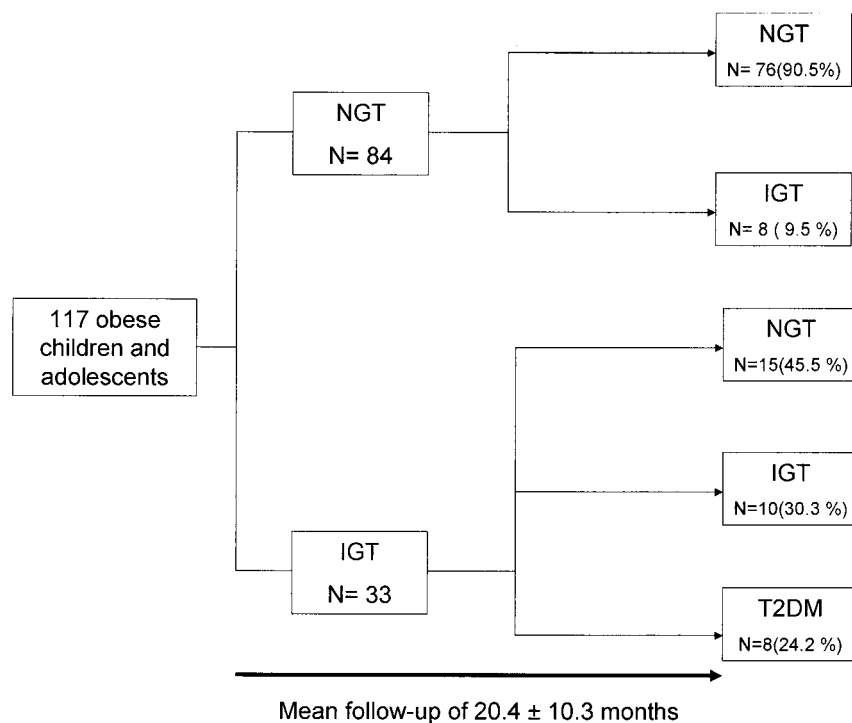 NGT
N= 76(90.5%)
NGT
N= 84
IGT
N= 8 ( 9.5 %)
117 obese
children and
adolescents
NGT
N=15(45.5 %)
IGT
N=10(30.3 %)
IGT
N= 33
T2DM
N=8(24.2 %)
Mean follow-up of 20.4 ± 10.3 months